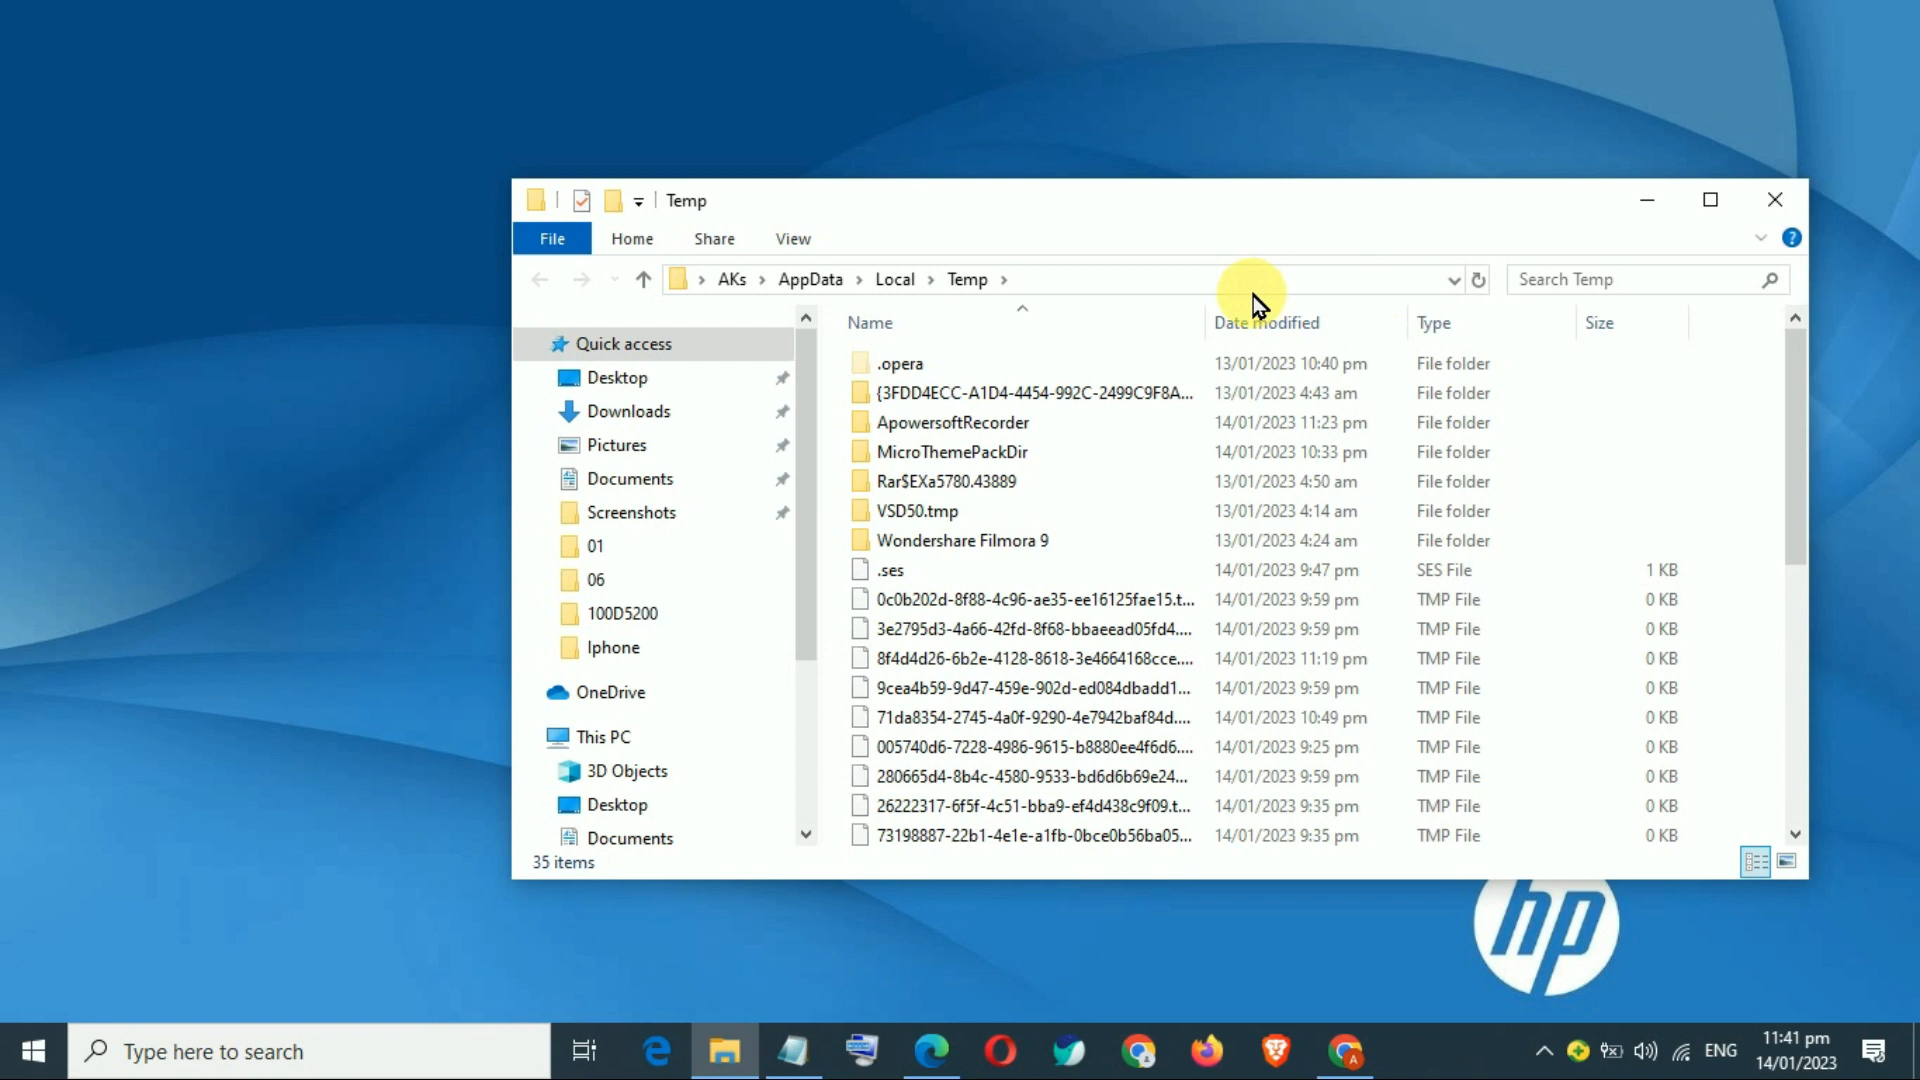 Temp
File Home Share View
AKs › AppData › Local › Temp ›
Search Temp
Name Date modified Type Size
Quick access
Desktop
Downloads
Pictures
Documents
Screenshots
01
06
100D5200
Iphone
OneDrive
This PC
3D Objects
Desktop
Documents
.opera 13/01/2023 10:40 pm File folder
{3FDD4ECC-A1D4-4454-992C-2499C9F8A... 13/01/2023 4:43 am File folder
ApowersoftRecorder 14/01/2023 11:23 pm File folder
MicroThemePackDir 14/01/2023 10:33 pm File folder
Rar$EXa5780.43889 13/01/2023 4:50 am File folder
VSD50.tmp 13/01/2023 4:14 am File folder
Wondershare Filmora 9 13/01/2023 4:24 am File folder
.ses 14/01/2023 9:47 pm SES File 1 KB
0c0b202d-8f88-4c96-ae35-ee16125fae15.t... 14/01/2023 9:59 pm TMP File 0 KB
3e2795d3-4a66-42fd-8f68-bbaeead05fd4.... 14/01/2023 9:59 pm TMP File 0 KB
8f4d4d26-6b2e-4128-8618-3e4664168cce.... 14/01/2023 11:19 pm TMP File 0 KB
9cea4b59-9d47-459e-902d-ed084dbadd1... 14/01/2023 9:59 pm TMP File 0 KB
71da8354-2745-4a0f-9290-4e7942baf84d.... 14/01/2023 10:49 pm TMP File 0 KB
005740d6-7228-4986-9615-b8880ee4f6d6.... 14/01/2023 9:25 pm TMP File 0 KB
280665d4-8b4c-4580-9533-bd6d6b69e24... 14/01/2023 9:59 pm TMP File 0 KB
26222317-6f5f-4c51-bba9-ef4d438c9f09.t... 14/01/2023 9:35 pm TMP File 0 KB
73198887-22b1-4e1e-a1fb-0bce0b56ba05... 14/01/2023 9:35 pm TMP File 0 KB
35 items
hp
Type here to search
ENG
11:41 pm
14/01/2023